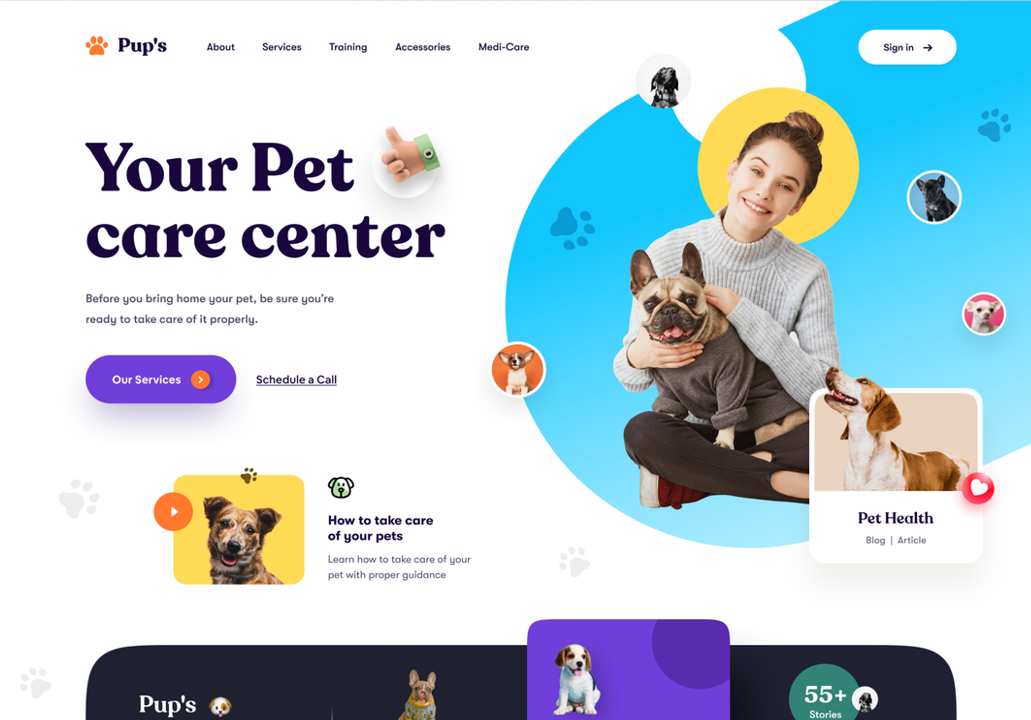 Pup's
About
Services
Training
Accessories
Medi-Care
Sign in
Your Pet
care center
Before you bring home your pet, be sure you're
ready to take care of it properly.
Our Services
Schedule a Call
How to take care
of your pets
Learn how to take care of your
pet with proper guidance
Pet Health
Blog | Article
Pup's
55+
Stories